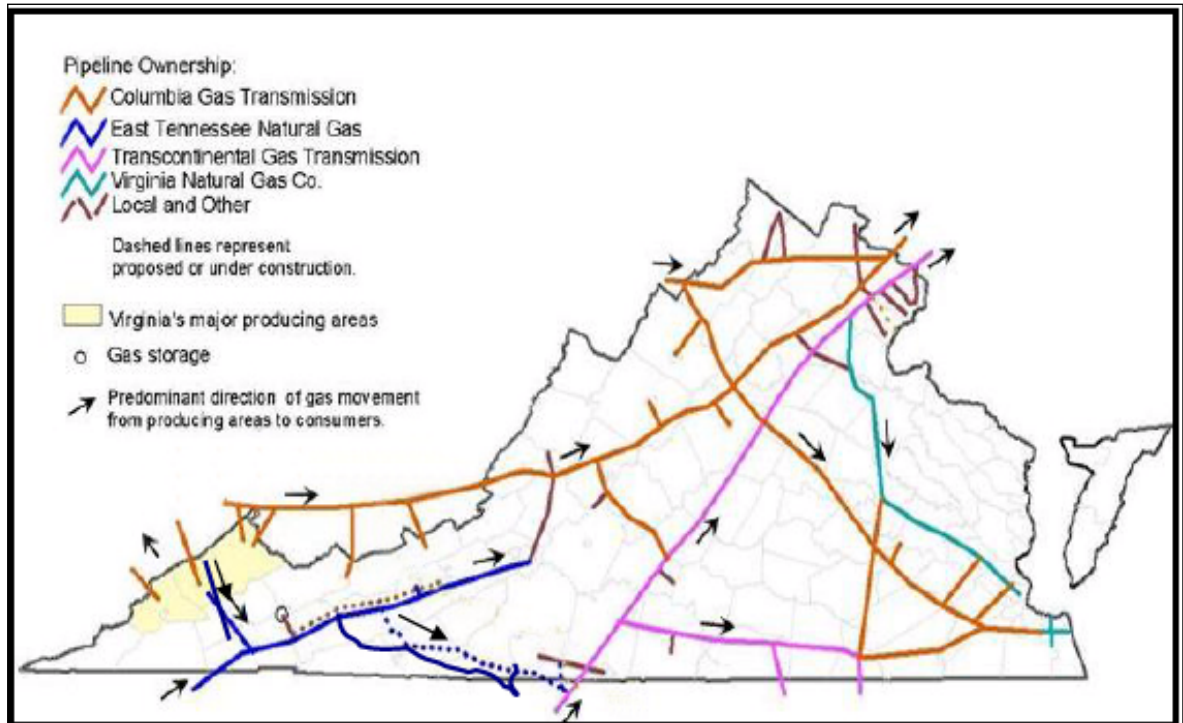 Pipeline Ownership:
Columbia Gas Transmission
East Tennessee Natural Gas
Transcontinental Gas Transmission
Virginia Natural Gas Co.
Local and Other
Dashed lines represent
proposed or under construction.
Virginia's major producing areas
Gas storage
Predominant direction of gas movement
from producing areas to consumers.